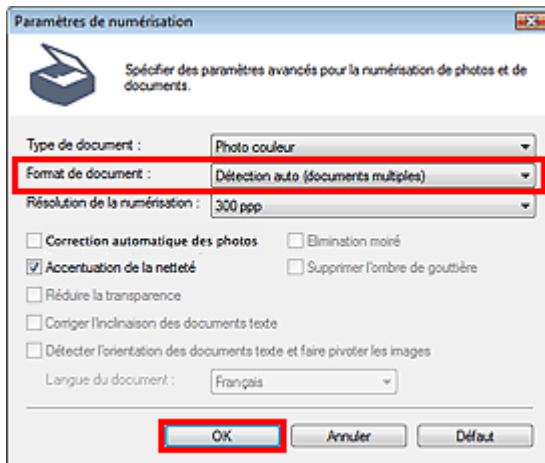 Paramètres de numérisation
Spécifier des paramètres avancés pour la numérisation de photos et de
documents.
Type de document : Photo couleur
Format de document : Détection auto (documents multiples)
Résolution de la numérisation : 300 ppp
Correction automatique des photos Elimination moiré
Accentuation de la netteté Supprimer l'ombre de gouttière
Réduire la transparence
Corriger l'inclinaison des documents texte
Détecter l'orientation des documents texte et faire pivoter les images
Langue du document : Français
OK Annuler Défaut